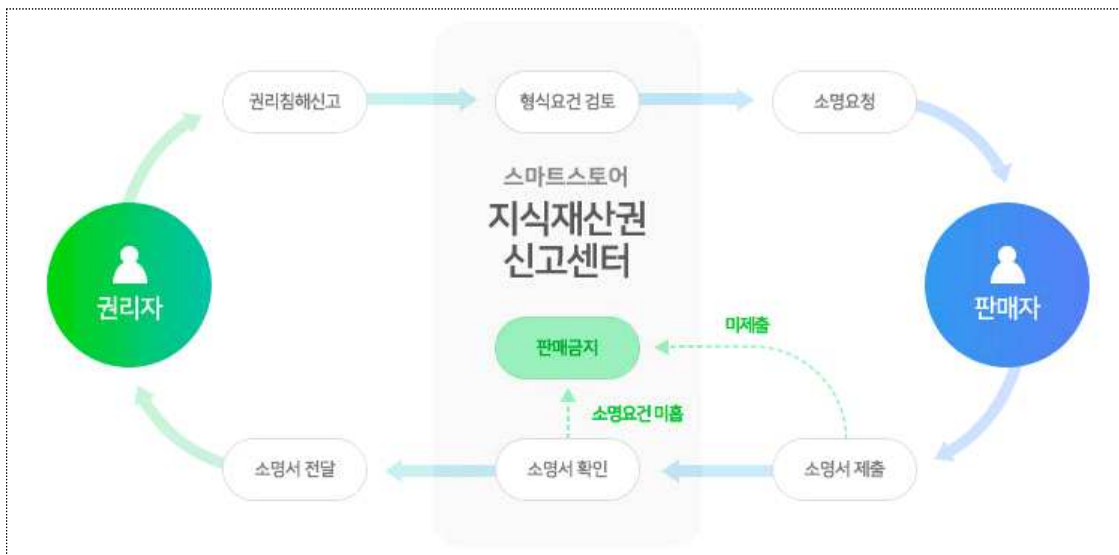 권리침해신고
형식요건 검토
소명요청
스마트스토어
지식재산권
신고센터
권리자
판매자
판매금지
미제출
소명요건 미흡
소명서 전달
소명서 확인
소명서 제출